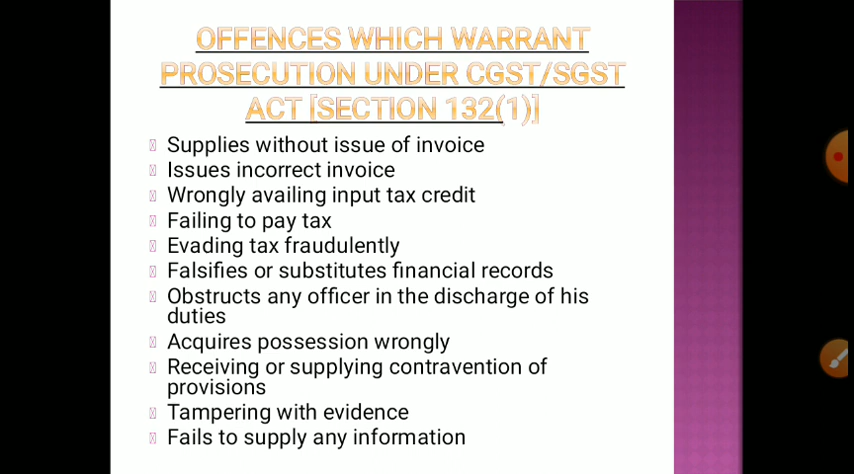 OFFENCES WHICH WARRANT
PROSECUTION UNDER CGST/SGST
ACT [SECTION 132(1)]
Supplies without issue of invoice
Issues incorrect invoice
Wrongly availing input tax credit
Failing to pay tax
Evading tax fraudulently
Falsifies or substitutes financial records
Obstructs any officer in the discharge of his
duties
Acquires possession wrongly
Receiving or supplying contravention of
provisions
Tampering with evidence
Fails to supply any information